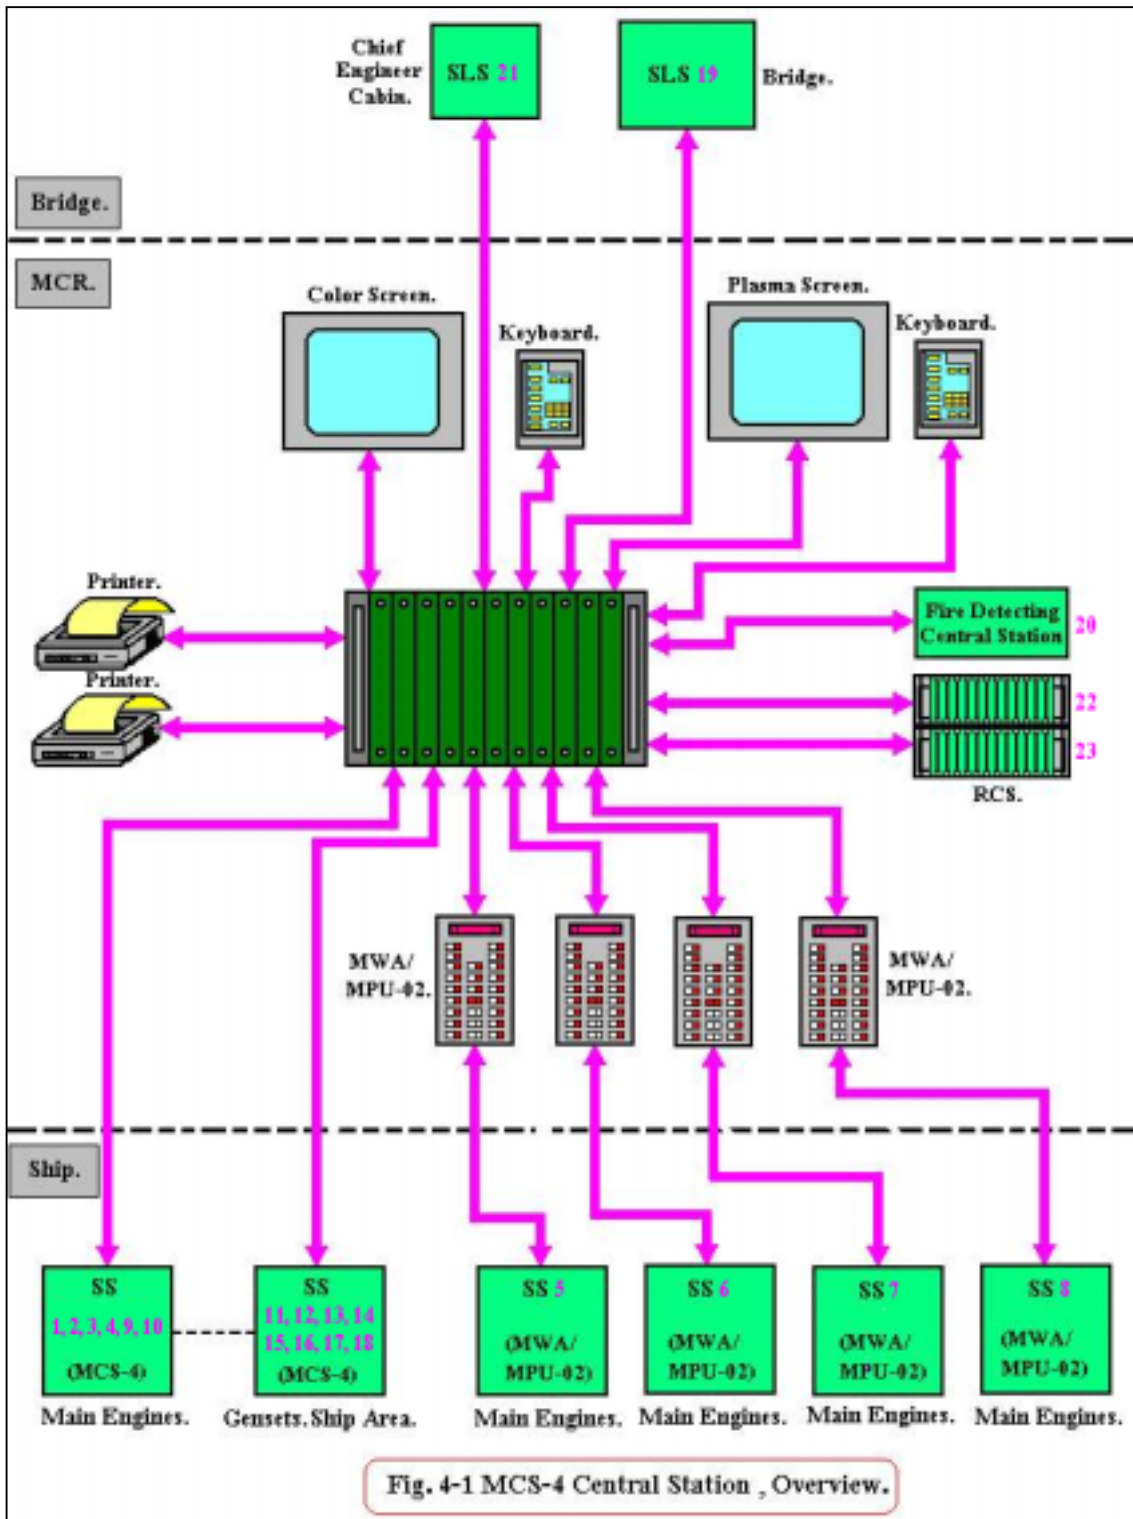 Chief
Engineer
Cabin.
SLS 21
SLS 19
Bridge.
Bridge.
MCR.
Color Screen.
Keyboard.
Plasma Screen.
Keyboard.
Printer.
Printer.
Fire Detecting
Central Station
20
22
23
RCS.
MWA/
MPU-02.
MWA/
MPU-02.
Ship.
SS
1, 2, 3, 4, 9, 10
(MCS-4)
Main Engines.
SS
11, 12, 13, 14
15, 16, 17, 18
(MCS-4)
Gensets. Ship Area.
SS 5
(MWA/
MPU-02)
Main Engines.
SS 6
(MWA/
MPU-02)
Main Engines.
SS 7
(MWA/
MPU-02)
Main Engines.
SS 8
(MWA/
MPU-02)
Main Engines.
Fig. 4-1 MCS-4 Central Station , Overview.